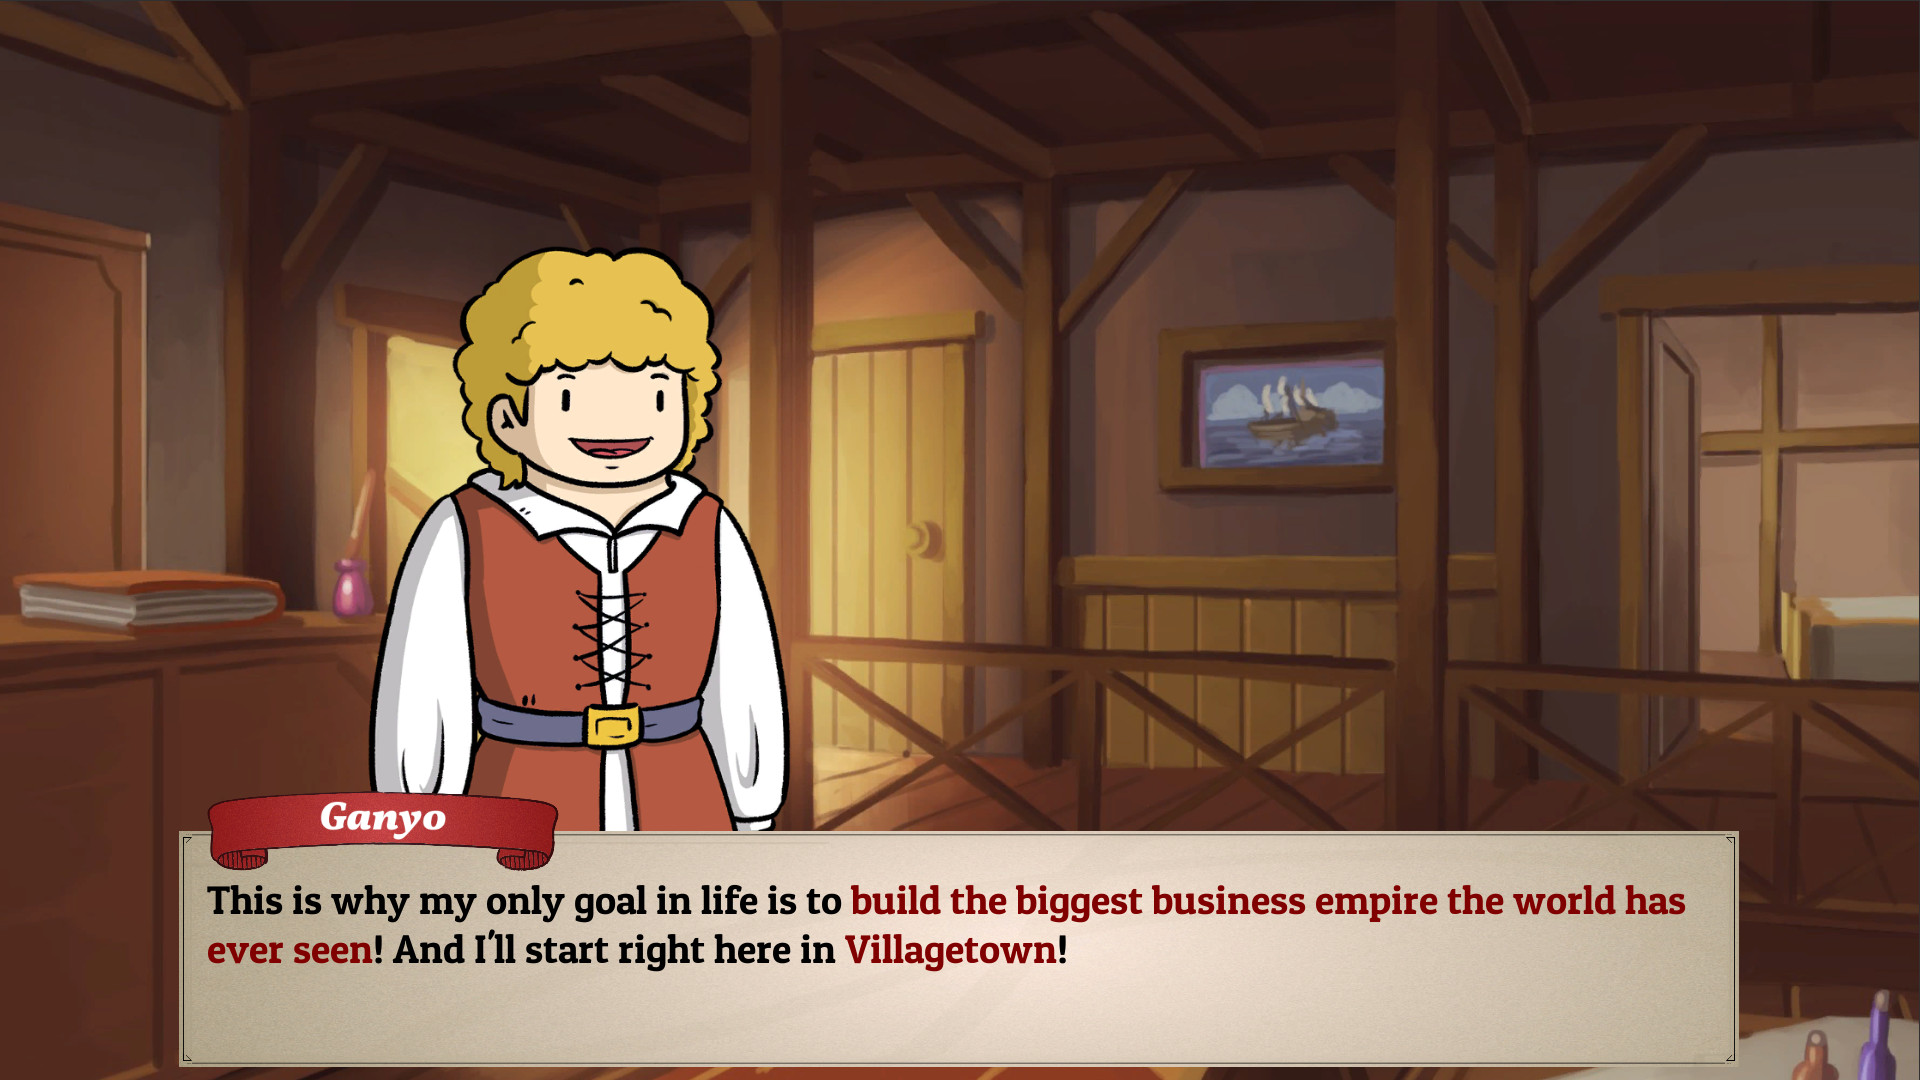 Ganyo
This is why my only goal in life is to build the biggest business empire the world has
ever seen! And I'll start right here in Villagetown!